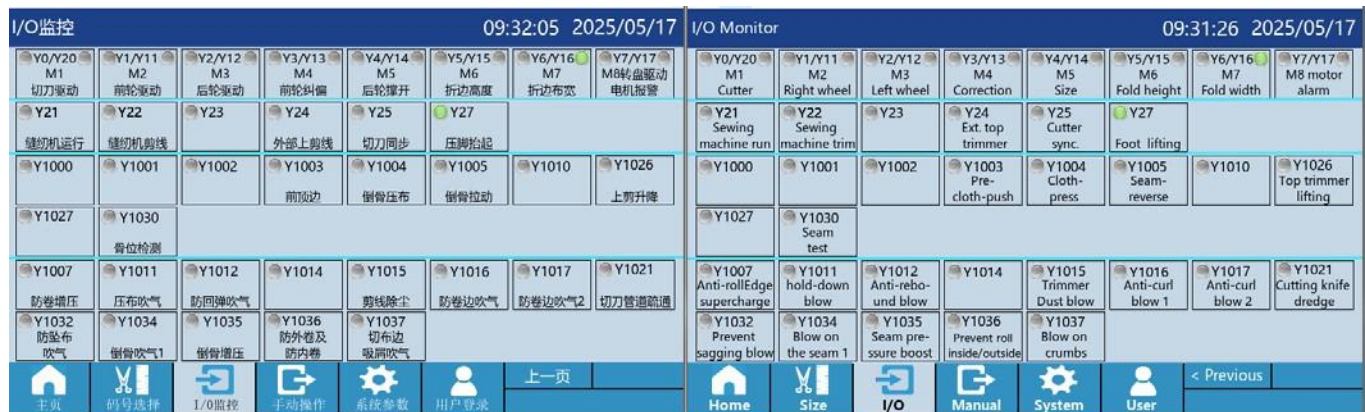 I/O监控 09:32:05 2025/05/17
Y0/Y20 Y1/Y11 Y2/Y12 Y3/Y13 Y4/Y14 Y5/Y15 Y6/Y16 Y7/Y17
M1 M2 M3 M4 M5 M6 M7 M8转盘驱动
切刀驱动 前轮驱动 后轮驱动 前轮纠偏 后轮撑开 折边高度 折边布宽 电机报警
Y21 Y22 Y23 Y24 Y25 Y27
缝纫机运行 缝纫机剪线 外部上剪线 切刀同步 压脚抬起
Y1000 Y1001 Y1002 Y1003 Y1004 Y1005 Y1010 Y1026
前顶边 倒骨压布 倒骨拉动 上剪升降
Y1027 Y1030
骨位检测
Y1007 Y1011 Y1012 Y1014 Y1015 Y1016 Y1017 Y1021
防卷增压 压布吹气 防回弹吹气 剪线除尘 防卷边吹气 防卷边吹气2 切刀管道疏通
Y1032 Y1034 Y1035 Y1036 Y1037
防坠布 防外卷及 切布边
吹气 倒骨吹气1 倒骨增压 防内卷 吸屑吹气
上一页
主页 码号选择 I/O监控 手动操作 系统参数 用户登录
I/O Monitor 09:31:26 2025/05/17
Y0/Y20 Y1/Y11 Y2/Y12 Y3/Y13 Y4/Y14 Y5/Y15 Y6/Y16 Y7/Y17
M1 M2 M3 M4 M5 M6 M7 M8 motor
Cutter Right wheel Left wheel Correction Size Fold height Fold width alarm
Y21 Y22 Y23 Y24 Y25 Y27
Sewing Sewing Ext. top Cutter
machine run machine trim trimmer sync. Foot lifting
Y1000 Y1001 Y1002 Y1003 Y1004 Y1005 Y1010 Y1026
Pre- Cloth- Seam- Top trimmer
cloth-push press reverse lifting
Y1027 Y1030
Seam
test
Y1007 Y1011 Y1012 Y1014 Y1015 Y1016 Y1017 Y1021
Anti-rollEdge hold-down Anti-rebo- Trimmer Anti-curl Anti-curl Cutting knife
supercharge blow und blow Dust blow blow 1 blow 2 dredge
Y1032 Y1034 Y1035 Y1036 Y1037
Prevent Blow on Seam pre- Prevent roll Blow on
sagging blow the seam 1 ssure boost inside/outside crumbs
< Previous
Home Size I/O Manual System User